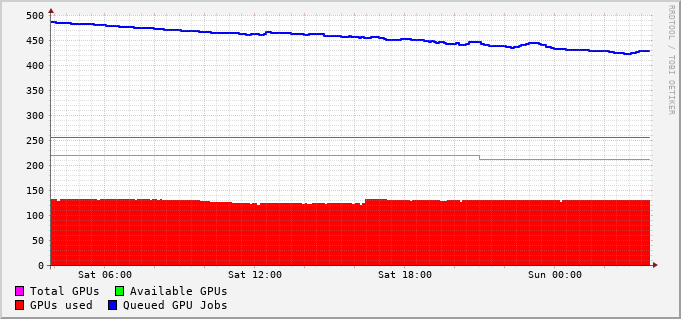 500
450
400
350
300
250
200
150
100
50
0
Sat 06:00 Sat 12:00 Sat 18:00 Sun 00:00
Total GPUs Available GPUs
GPUs used Queued GPU Jobs
RRDTOOL / TOBI OETIKER